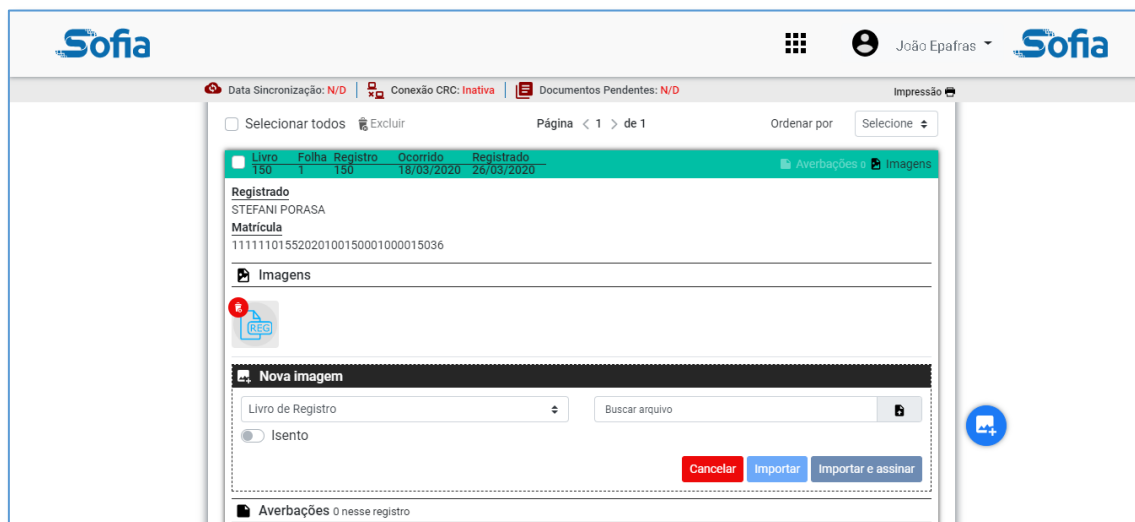 Sofia
João Epafras
Sofia
Data Sincronização: N/D
Conexão CRC: Inativa
Documentos Pendentes: N/D
Impressão
Selecionar todos
Excluir
Página < 1 > de 1
Ordenar por
Selecione
Livro Folha Registro Ocorrido Registrado
150 1 150 18/03/2020 26/03/2020
Averbações 0
Imagens
Registrado
STEFANI PORASA
Matrícula
11111101552020100150001000015036
Imagens
REG
Nova imagem
Livro de Registro
Buscar arquivo
Isento
Cancelar
Importar
Importar e assinar
Averbações 0 nesse registro